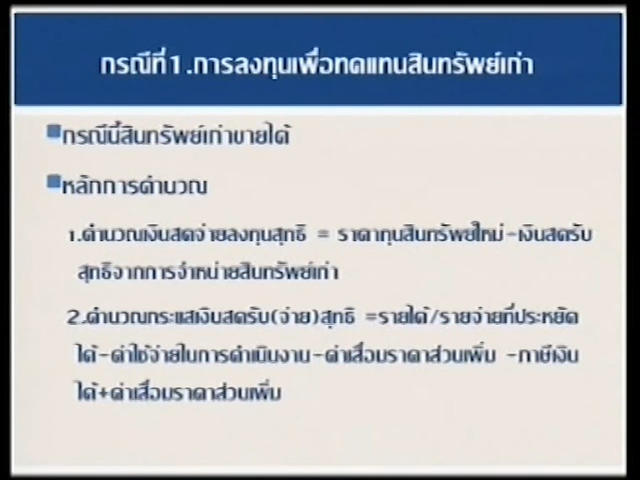 กรณีที่1.การลงทุนเพื่อทดแทนสินทรัพย์เก่า
กรณีนี้สินทรัพย์เก่าขายได้
หลักการคำนวณ
1.คำนวณเงินสดจ่ายลงทุนสุทธิ = ราคาทุนสินทรัพย์ใหม่-เงินสดรับ
สุทธิจากการจำหน่ายสินทรัพย์เก่า
2.คำนวณกระแสเงินสดรับ(จ่าย)สุทธิ =รายได้/รายจ่ายที่ประหยัด
ได้-ค่าใช้จ่ายในการดำเนินงาน-ค่าเสื่อมราคาส่วนเพิ่ม -ภาษีเงิน
ได้+ค่าเสื่อมราคาส่วนเพิ่ม